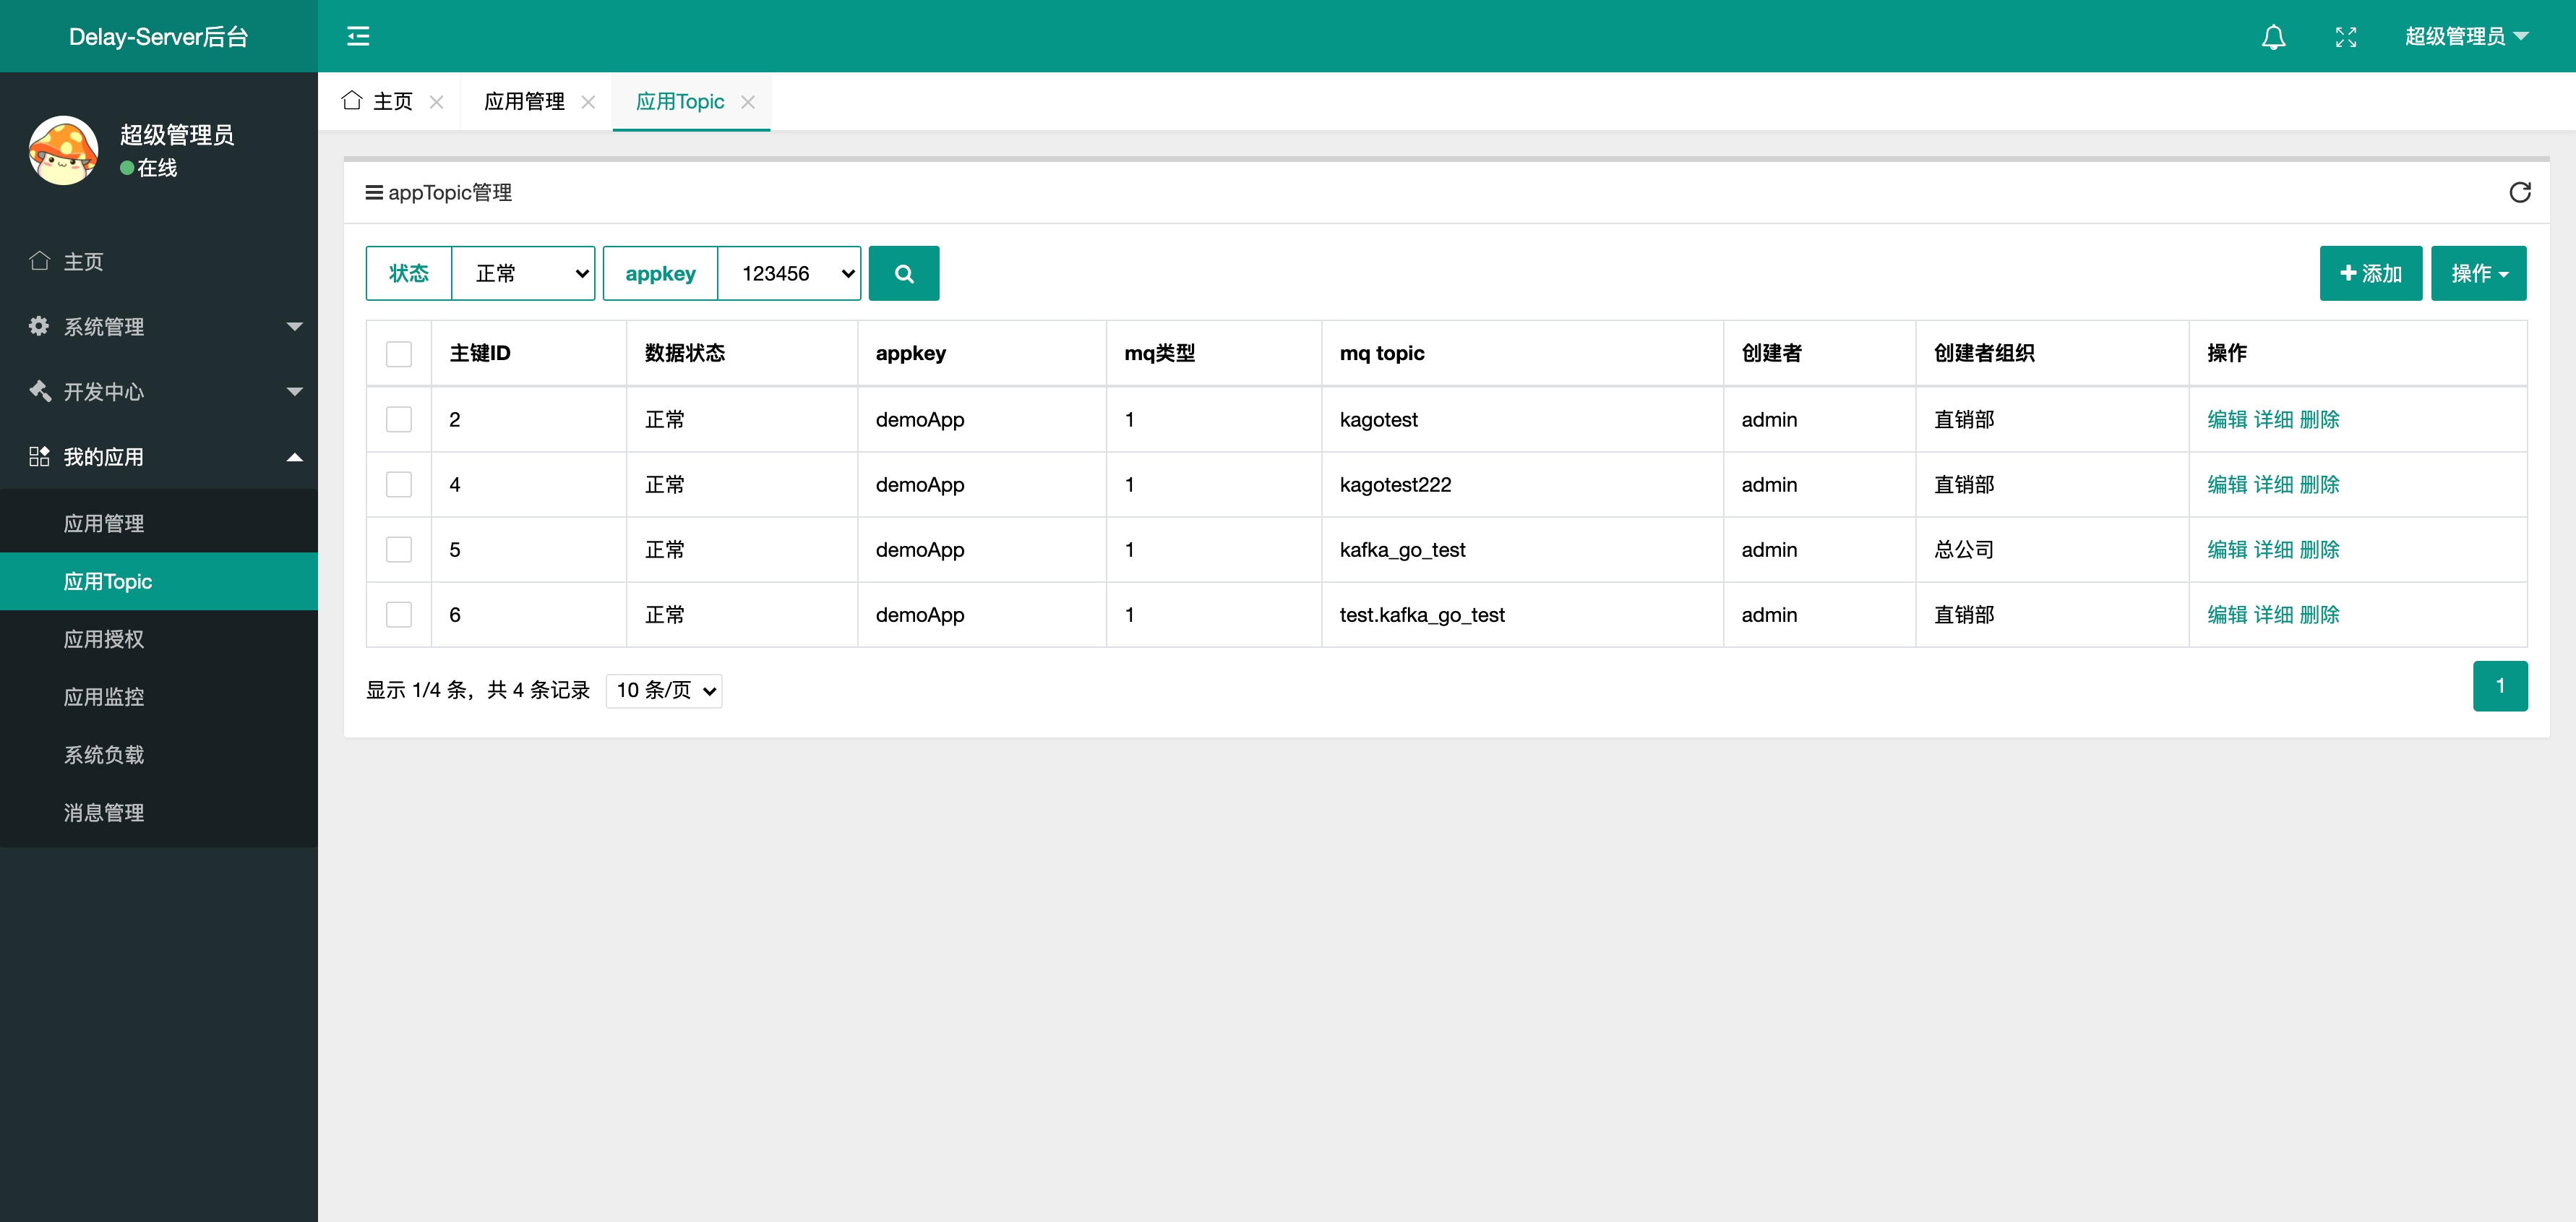 Delay-Server后台
超级管理员
超级管理员
在线
主页
系统管理
开发中心
我的应用
应用管理
应用Topic
应用授权
应用监控
系统负载
消息管理
主页 应用管理 应用Topic
appTopic管理
状态 正常 appkey 123456 添加 操作
主键ID 数据状态 appkey mq类型 mq topic 创建者 创建者组织 操作
2 正常 demoApp 1 kagotest admin 直销部 编辑 详细 删除
4 正常 demoApp 1 kagotest222 admin 直销部 编辑 详细 删除
5 正常 demoApp 1 kafka_go_test admin 总公司 编辑 详细 删除
6 正常 demoApp 1 test.kafka_go_test admin 直销部 编辑 详细 删除
显示 1/4 条，共 4 条记录 10 条/页 1